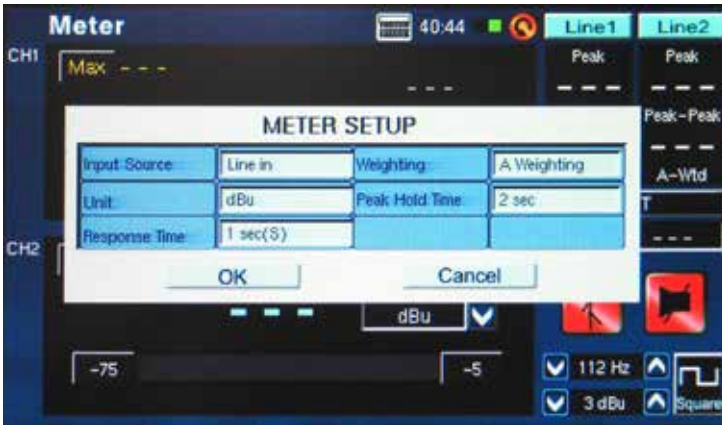 Meter 40:44 Line1 Line2
CH1 Max - - - Peak Peak
- - - - - - - - -
Peak-Peak
METER SETUP
- - -
Input Source Line in Weighting A Weighting
A-Wtd
Unit dBu Peak Hold Time 2 sec
T
Response Time 1 sec(S)
- - -
CH2
OK Cancel
- - - dBu
-75 -5 112 Hz
3 dBu Square